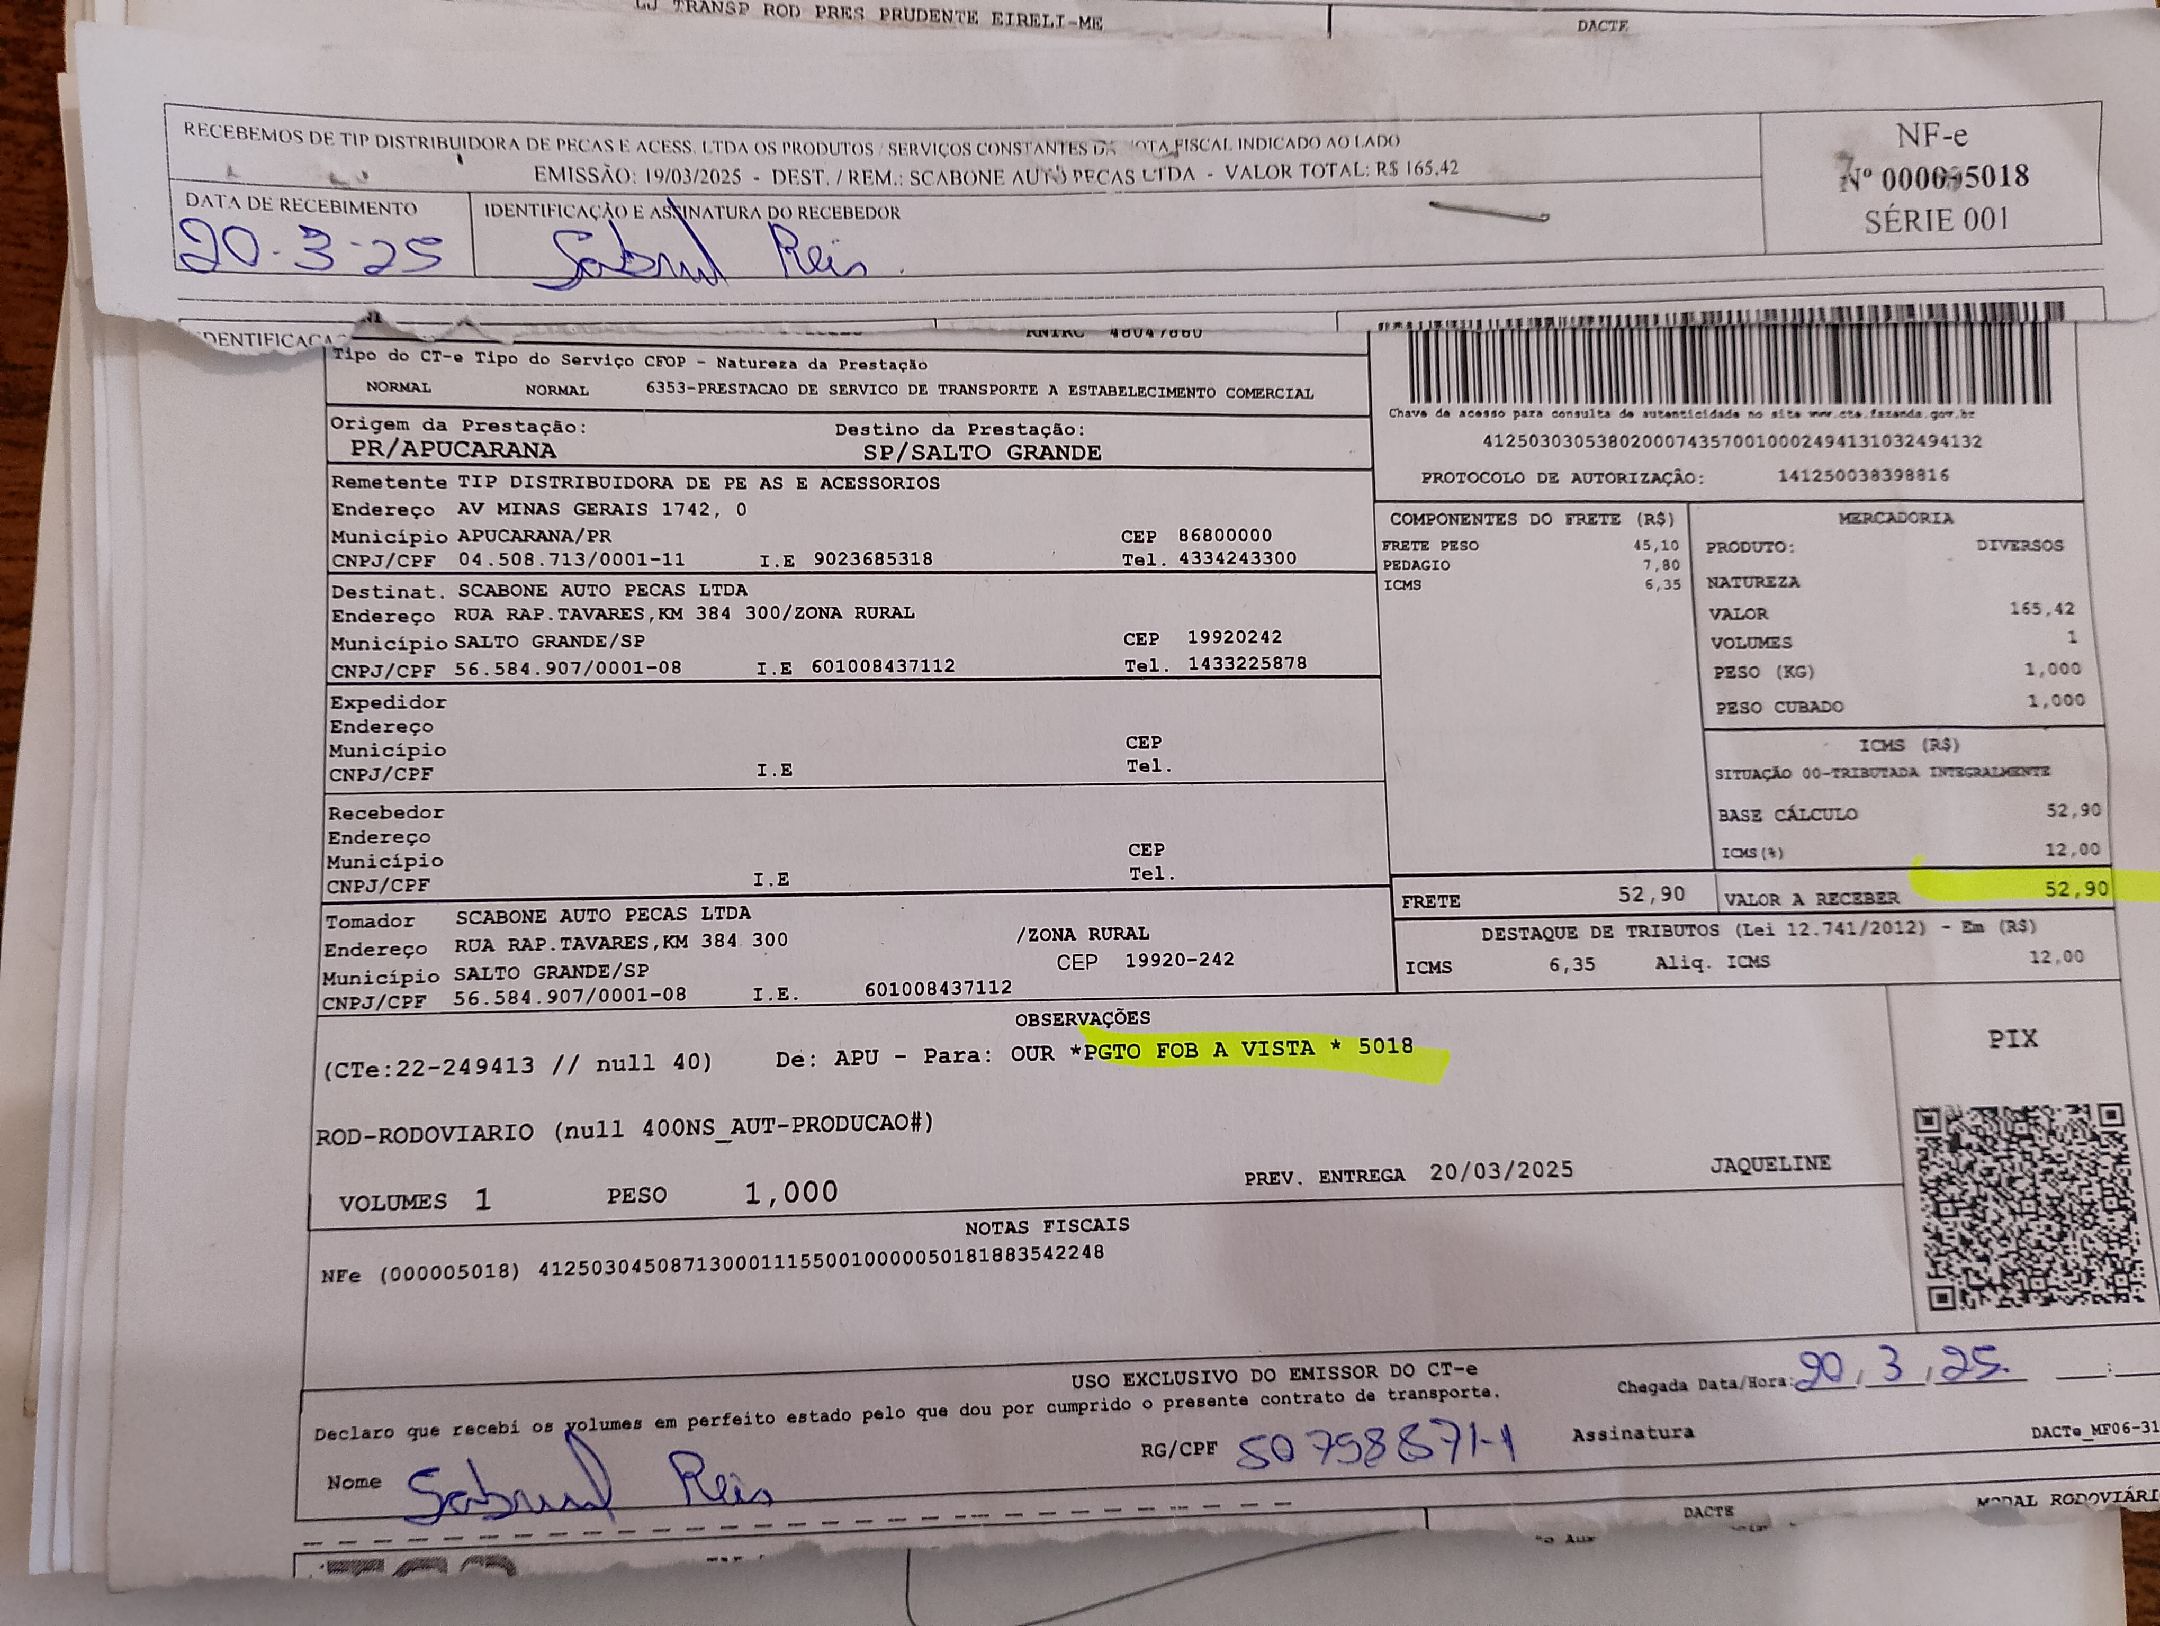 LJ TRANSP ROD PRES PRUDENTE EIRELI-ME
DACTE
RECEBEMOS DE TIP DISTRIBUIDORA DE PECAS E ACESS. LTDA OS PRODUTOS / SERVIÇOS CONSTANTES DA NOTA FISCAL INDICADO AO LADO
EMISSÃO: 19/03/2025 - DEST. / REM.: SCABONE AUTO PECAS LTDA - VALOR TOTAL: R$ 165,42
NF-e
Nº 000005018
SÉRIE 001
DATA DE RECEBIMENTO
IDENTIFICAÇÃO E ASSINATURA DO RECEBEDOR
20-3-25
Reis
Tipo do CT-e Tipo do Serviço CFOP - Natureza da Prestação
NORMAL NORMAL 6353-PRESTACAO DE SERVICO DE TRANSPORTE A ESTABELECIMENTO COMERCIAL
Chave de acesso para consulta de autenticidade no site www.cte.fazenda.gov.br
41250303053802000743570010002494131032494132
PROTOCOLO DE AUTORIZAÇÃO: 141250038398816
Origem da Prestação: Destino da Prestação:
PR/APUCARANA SP/SALTO GRANDE
Remetente TIP DISTRIBUIDORA DE PE AS E ACESSORIOS
Endereço AV MINAS GERAIS 1742, 0
Município APUCARANA/PR CEP 86800000
CNPJ/CPF 04.508.713/0001-11 I.E 9023685318 Tel. 4334243300
Destinat. SCABONE AUTO PECAS LTDA
Endereço RUA RAP.TAVARES,KM 384 300/ZONA RURAL
Município SALTO GRANDE/SP CEP 19920242
CNPJ/CPF 56.584.907/0001-08 I.E 601008437112 Tel. 1433225878
Expedidor
Endereço
Município CEP
CNPJ/CPF I.E Tel.
Recebedor
Endereço
Município CEP
CNPJ/CPF I.E Tel.
Tomador SCABONE AUTO PECAS LTDA
Endereço RUA RAP.TAVARES,KM 384 300 /ZONA RURAL
Município SALTO GRANDE/SP CEP 19920-242
CNPJ/CPF 56.584.907/0001-08 I.E. 601008437112
COMPONENTES DO FRETE (R$)
FRETE PESO 45,10
PEDAGIO 7,80
ICMS 6,35
MERCADORIA
PRODUTO: DIVERSOS
NATUREZA
VALOR 165,42
VOLUMES 1
PESO (KG) 1,000
PESO CUBADO 1,000
ICMS (R$)
SITUAÇÃO 00-TRIBUTADA INTEGRALMENTE
BASE CÁLCULO 52,90
ICMS(%) 12,00
FRETE 52,90 VALOR A RECEBER 52,90
DESTAQUE DE TRIBUTOS (Lei 12.741/2012) - Em (R$)
ICMS 6,35 Aliq. ICMS 12,00
OBSERVAÇÕES
(CTe:22-249413 // null 40) De: APU - Para: OUR *PGTO FOB A VISTA * 5018
PIX
ROD-RODOVIARIO (null 400NS_AUT-PRODUCAO#)
VOLUMES 1 PESO 1,000 PREV. ENTREGA 20/03/2025 JAQUELINE
NOTAS FISCAIS
NFe (000005018) 41250304508713000111550010000050181883542248
USO EXCLUSIVO DO EMISSOR DO CT-e
Declaro que recebi os volumes em perfeito estado pelo que dou por cumprido o presente contrato de transporte.
Chegada Data/Hora: 20,3,25.
Nome Reis
RG/CPF 50798871-1 Assinatura
DACTe_MF06-31
DACTE
MODAL RODOVIÁRI